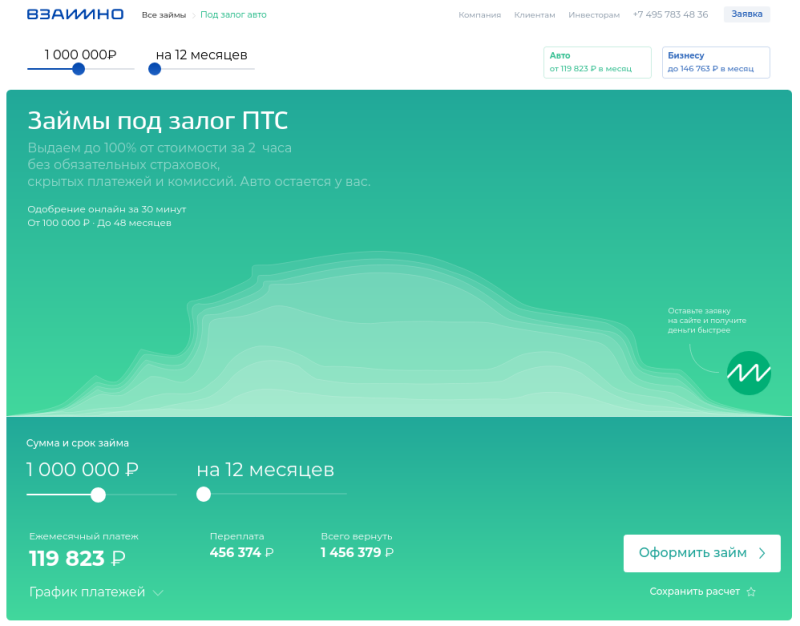 ВЗАИМНО
Все займы
Под залог авто
Компания
Клиентам
Инвесторам
+7 495 783 48 36
Заявка
1 000 000₽
на 12 месяцев
Авто
от 119 823 ₽ в месяц
Бизнесу
до 146 763 ₽ в месяц
Займы под залог ПТС
Выдаем до 100% от стоимости за 2 часа
без обязательных страховок,
скрытых платежей и комиссий. Авто остается у вас.
Одобрение онлайн за 30 минут
От 100 000 ₽ · До 48 месяцев
Оставьте заявку
на сайте и получите
деньги быстрее
Сумма и срок займа
1 000 000 ₽
на 12 месяцев
Ежемесячный платеж
119 823 ₽
Переплата
456 374 ₽
Всего вернуть
1 456 379 ₽
Оформить займ
График платежей
Сохранить расчет